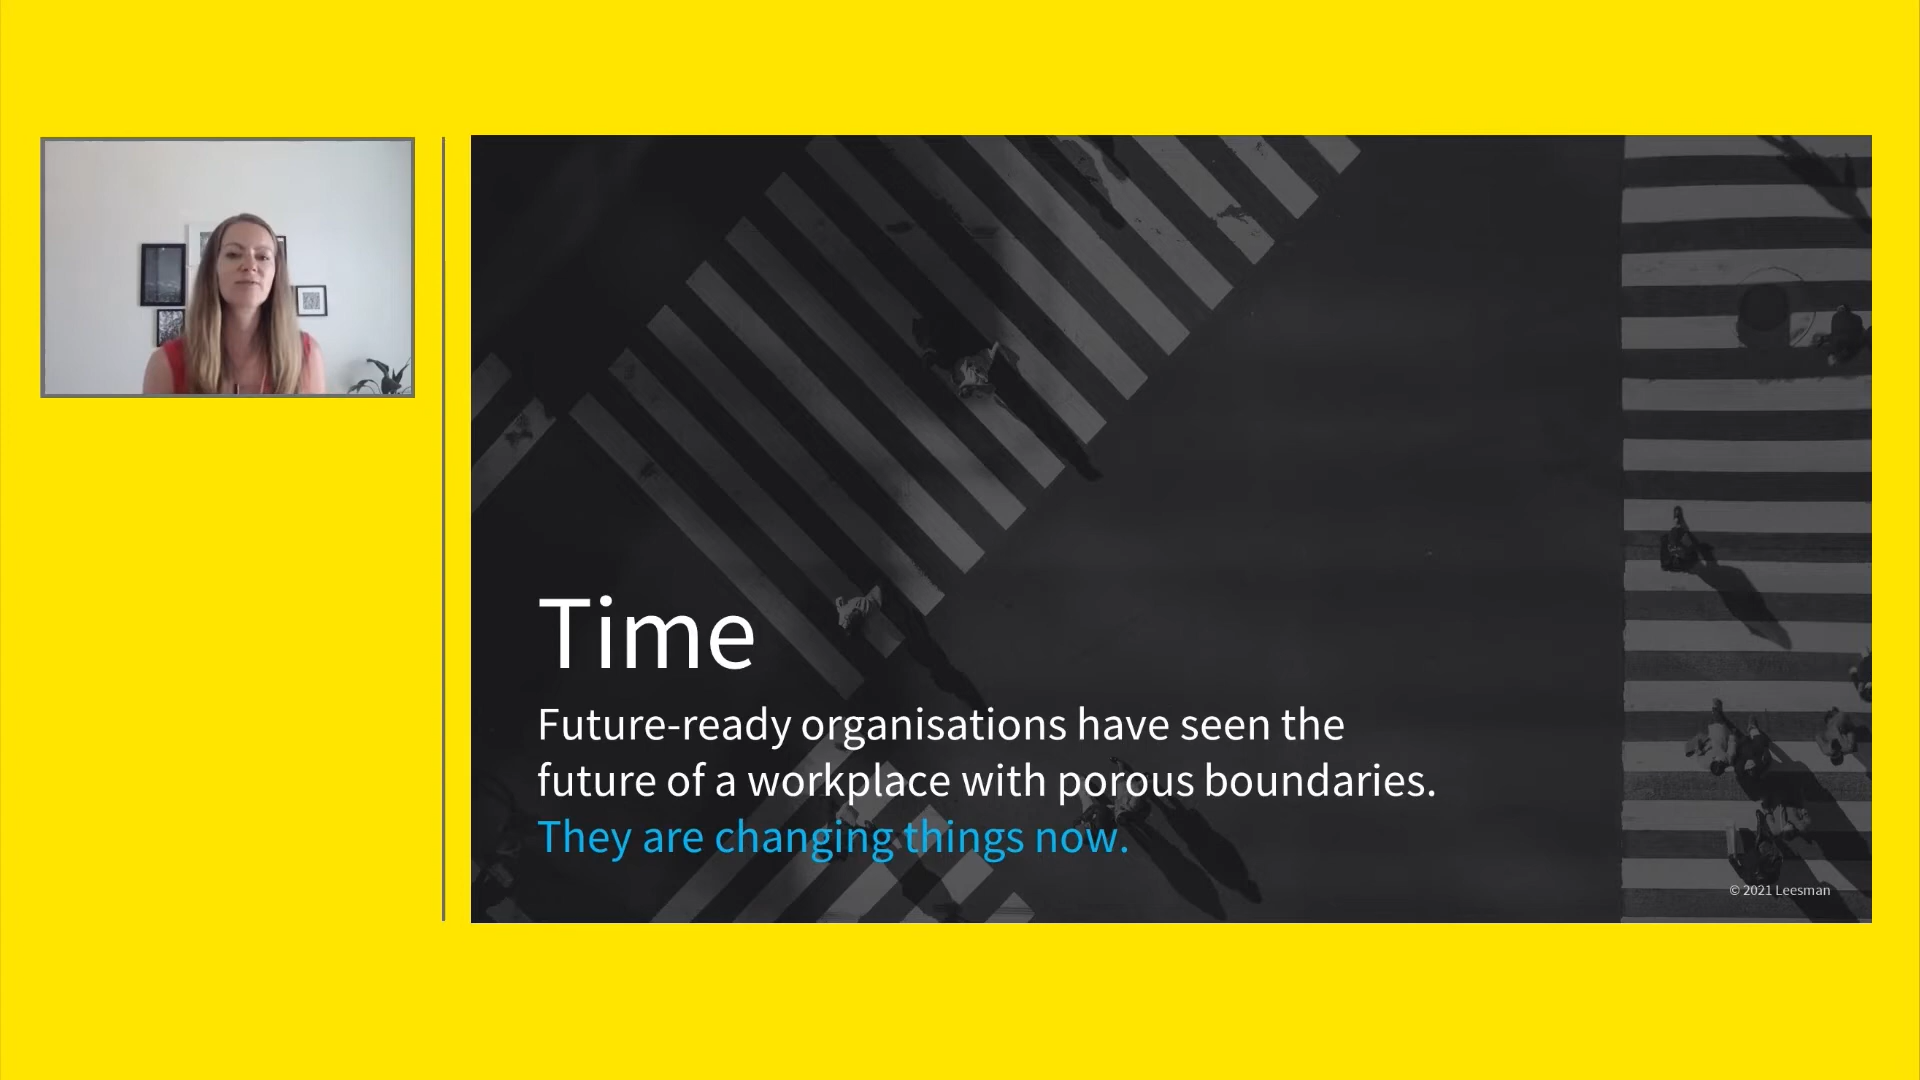 Time
Future-ready organisations have seen the
future of a workplace with porous boundaries.
They are changing things now.
© 2021 Leesman